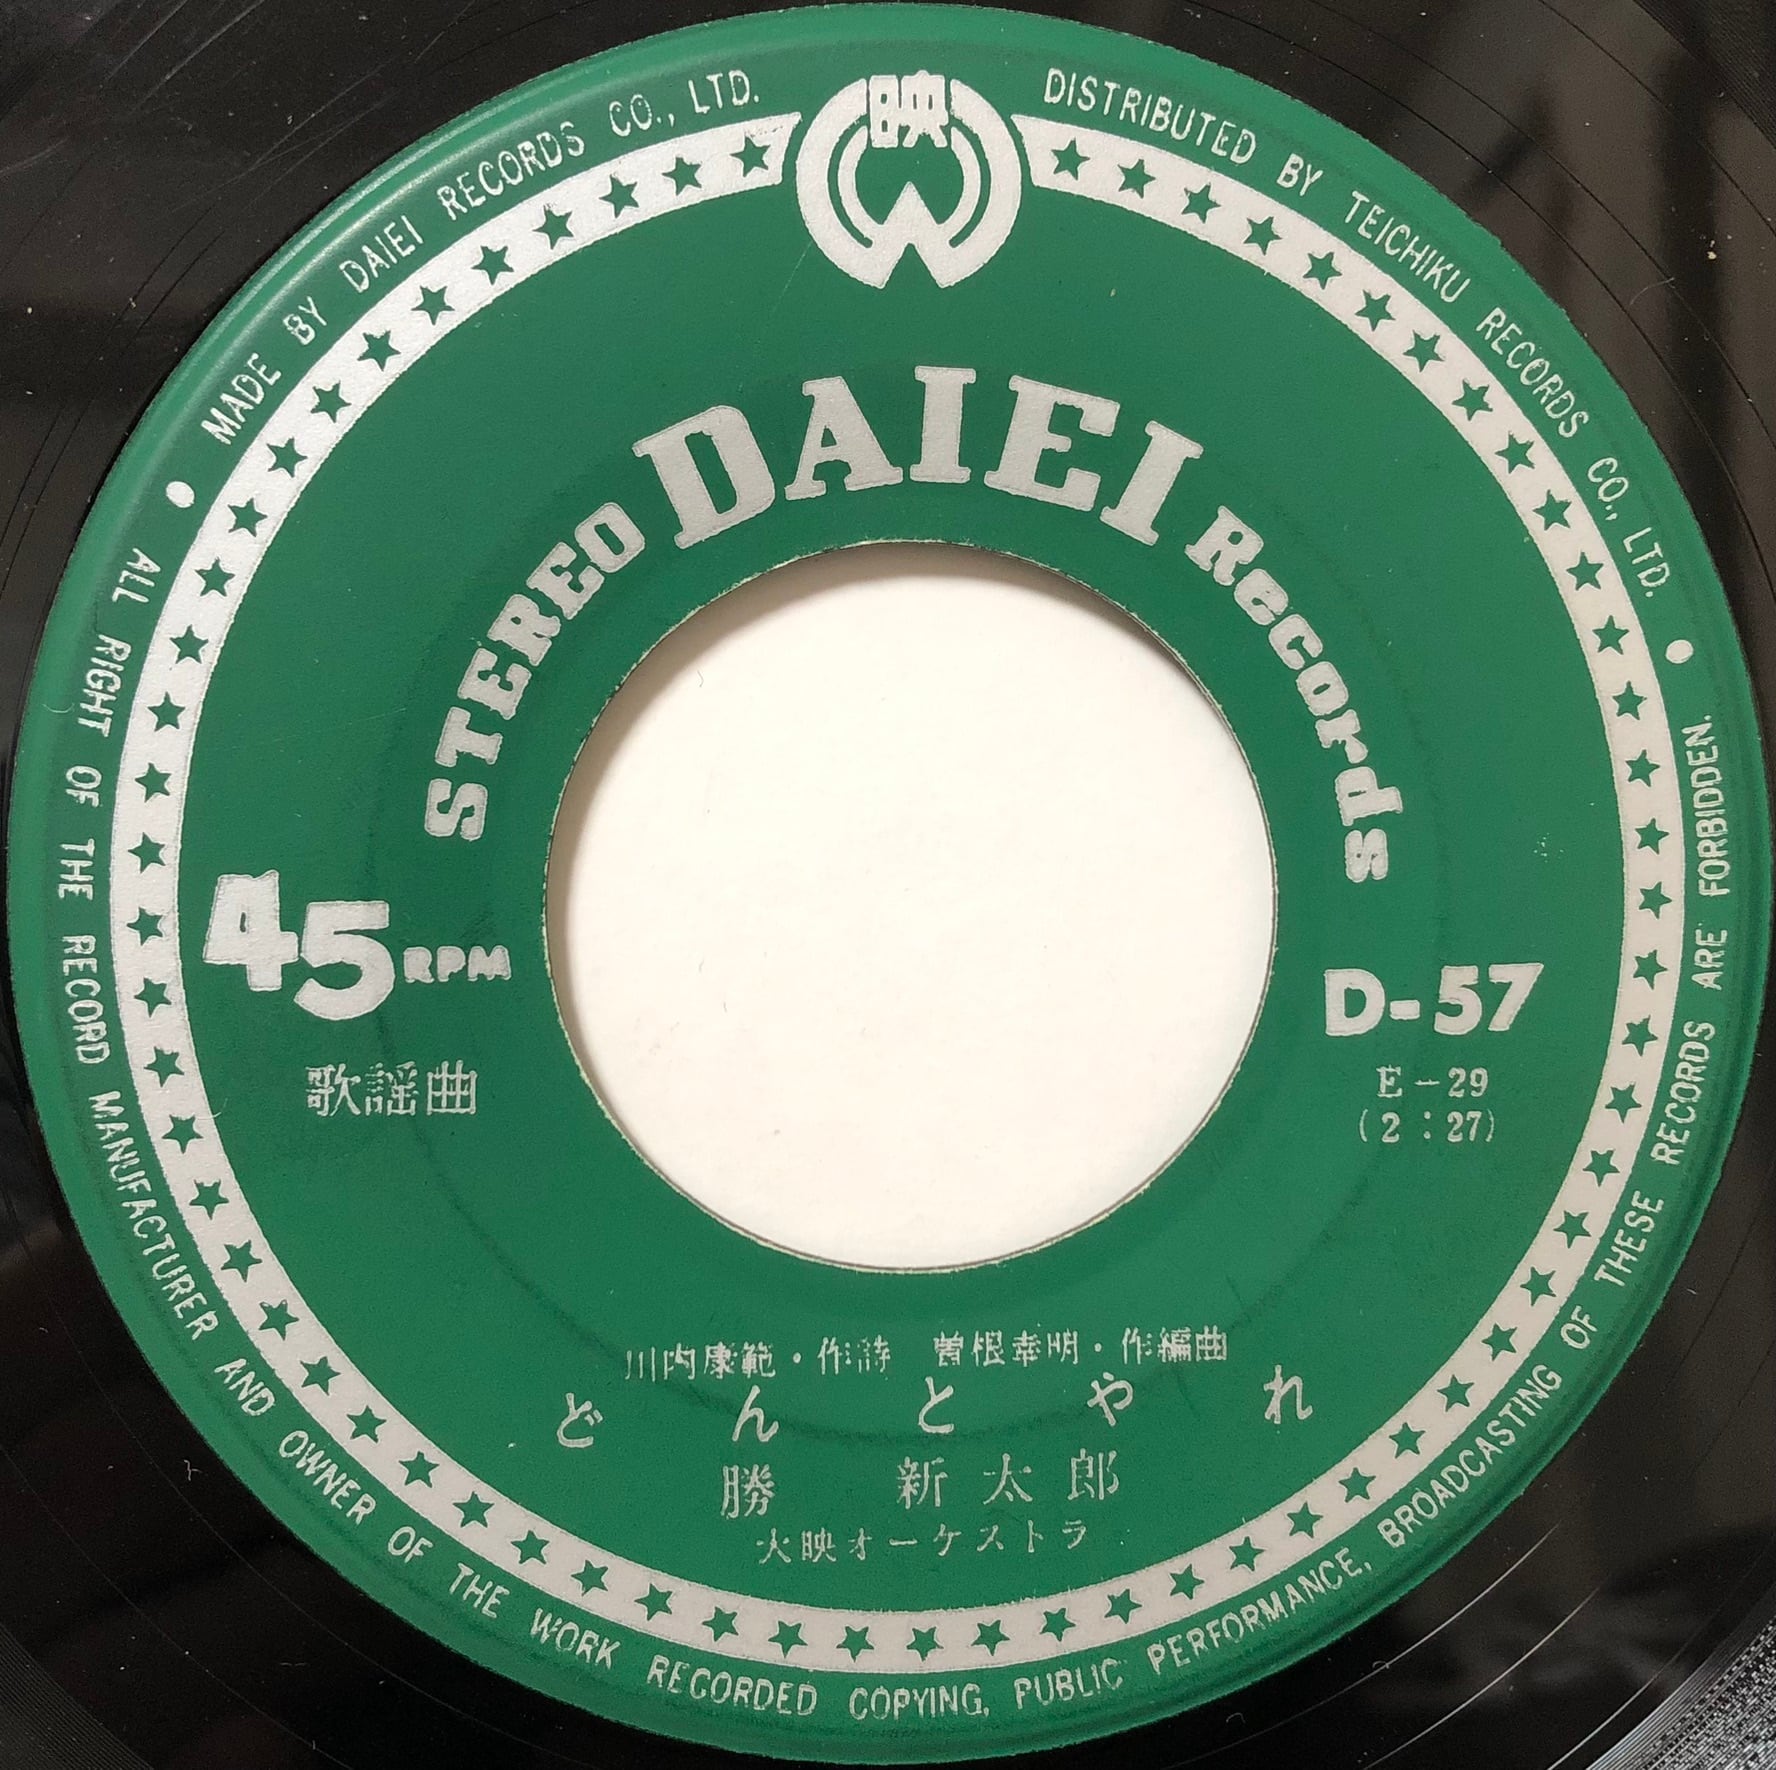 MADE BY DAIEI RECORDS CO., LTD.
映
DISTRIBUTED BY TEICHIKU RECORDS CO., LTD.
STEREO DAIEI Records
45 RPM
歌謡曲
D-57
E-29
(2:27)
川内康範・作詩 曽根幸明・作編曲
どんとやれ
勝 新太郎
大映オーケストラ
ALL RIGHT OF THE RECORD MANUFACTURER AND OWNER OF THE WORK RECORDED COPYING, PUBLIC PERFORMANCE, BROADCASTING OF THESE RECORDS ARE FORBIDDEN.